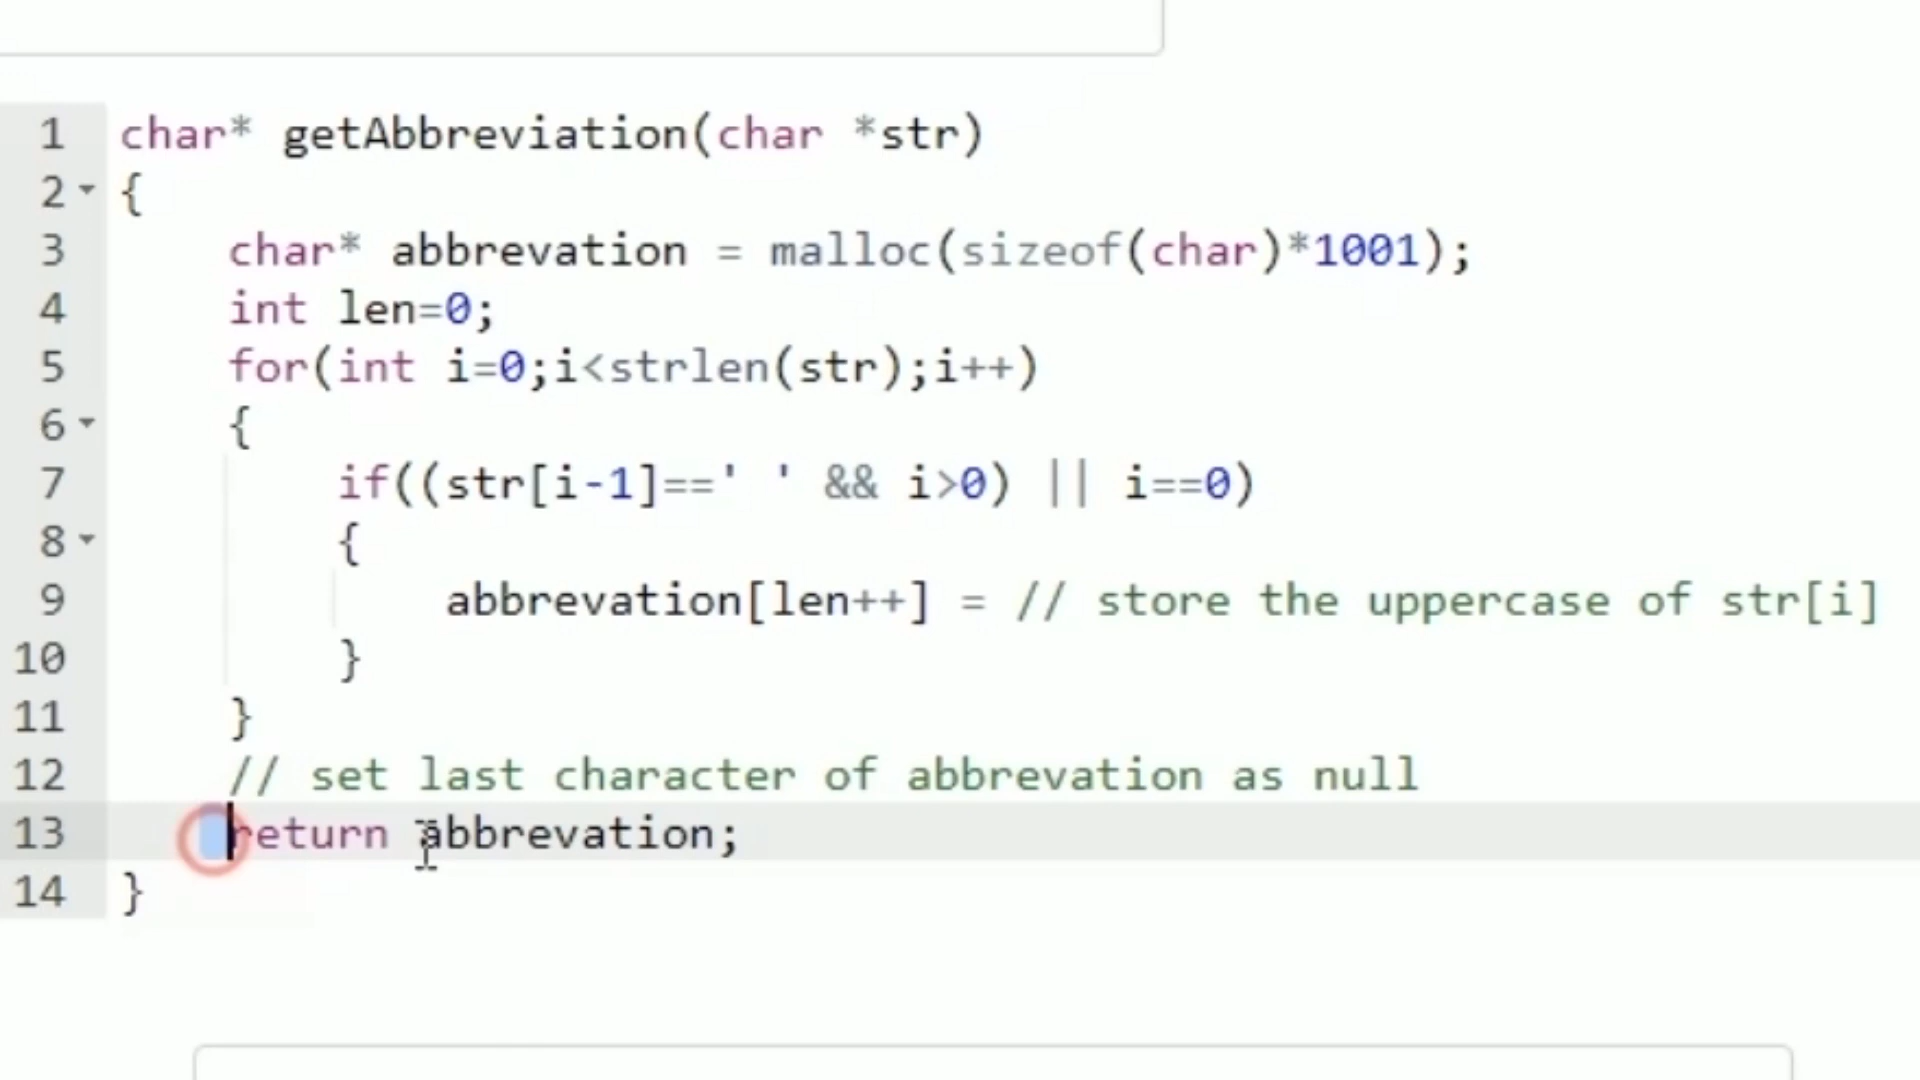 1 char* getAbbreviation(char *str)
2 {
3 char* abbrevation = malloc(sizeof(char)*1001);
4 int len=0;
5 for(int i=0;i<strlen(str);i++)
6 {
7 if((str[i-1]==' ' && i>0) || i==0)
8 {
9 abbrevation[len++] = // store the uppercase of str[i]
10 }
11 }
12 // set last character of abbrevation as null
13 return abbrevation;
14 }